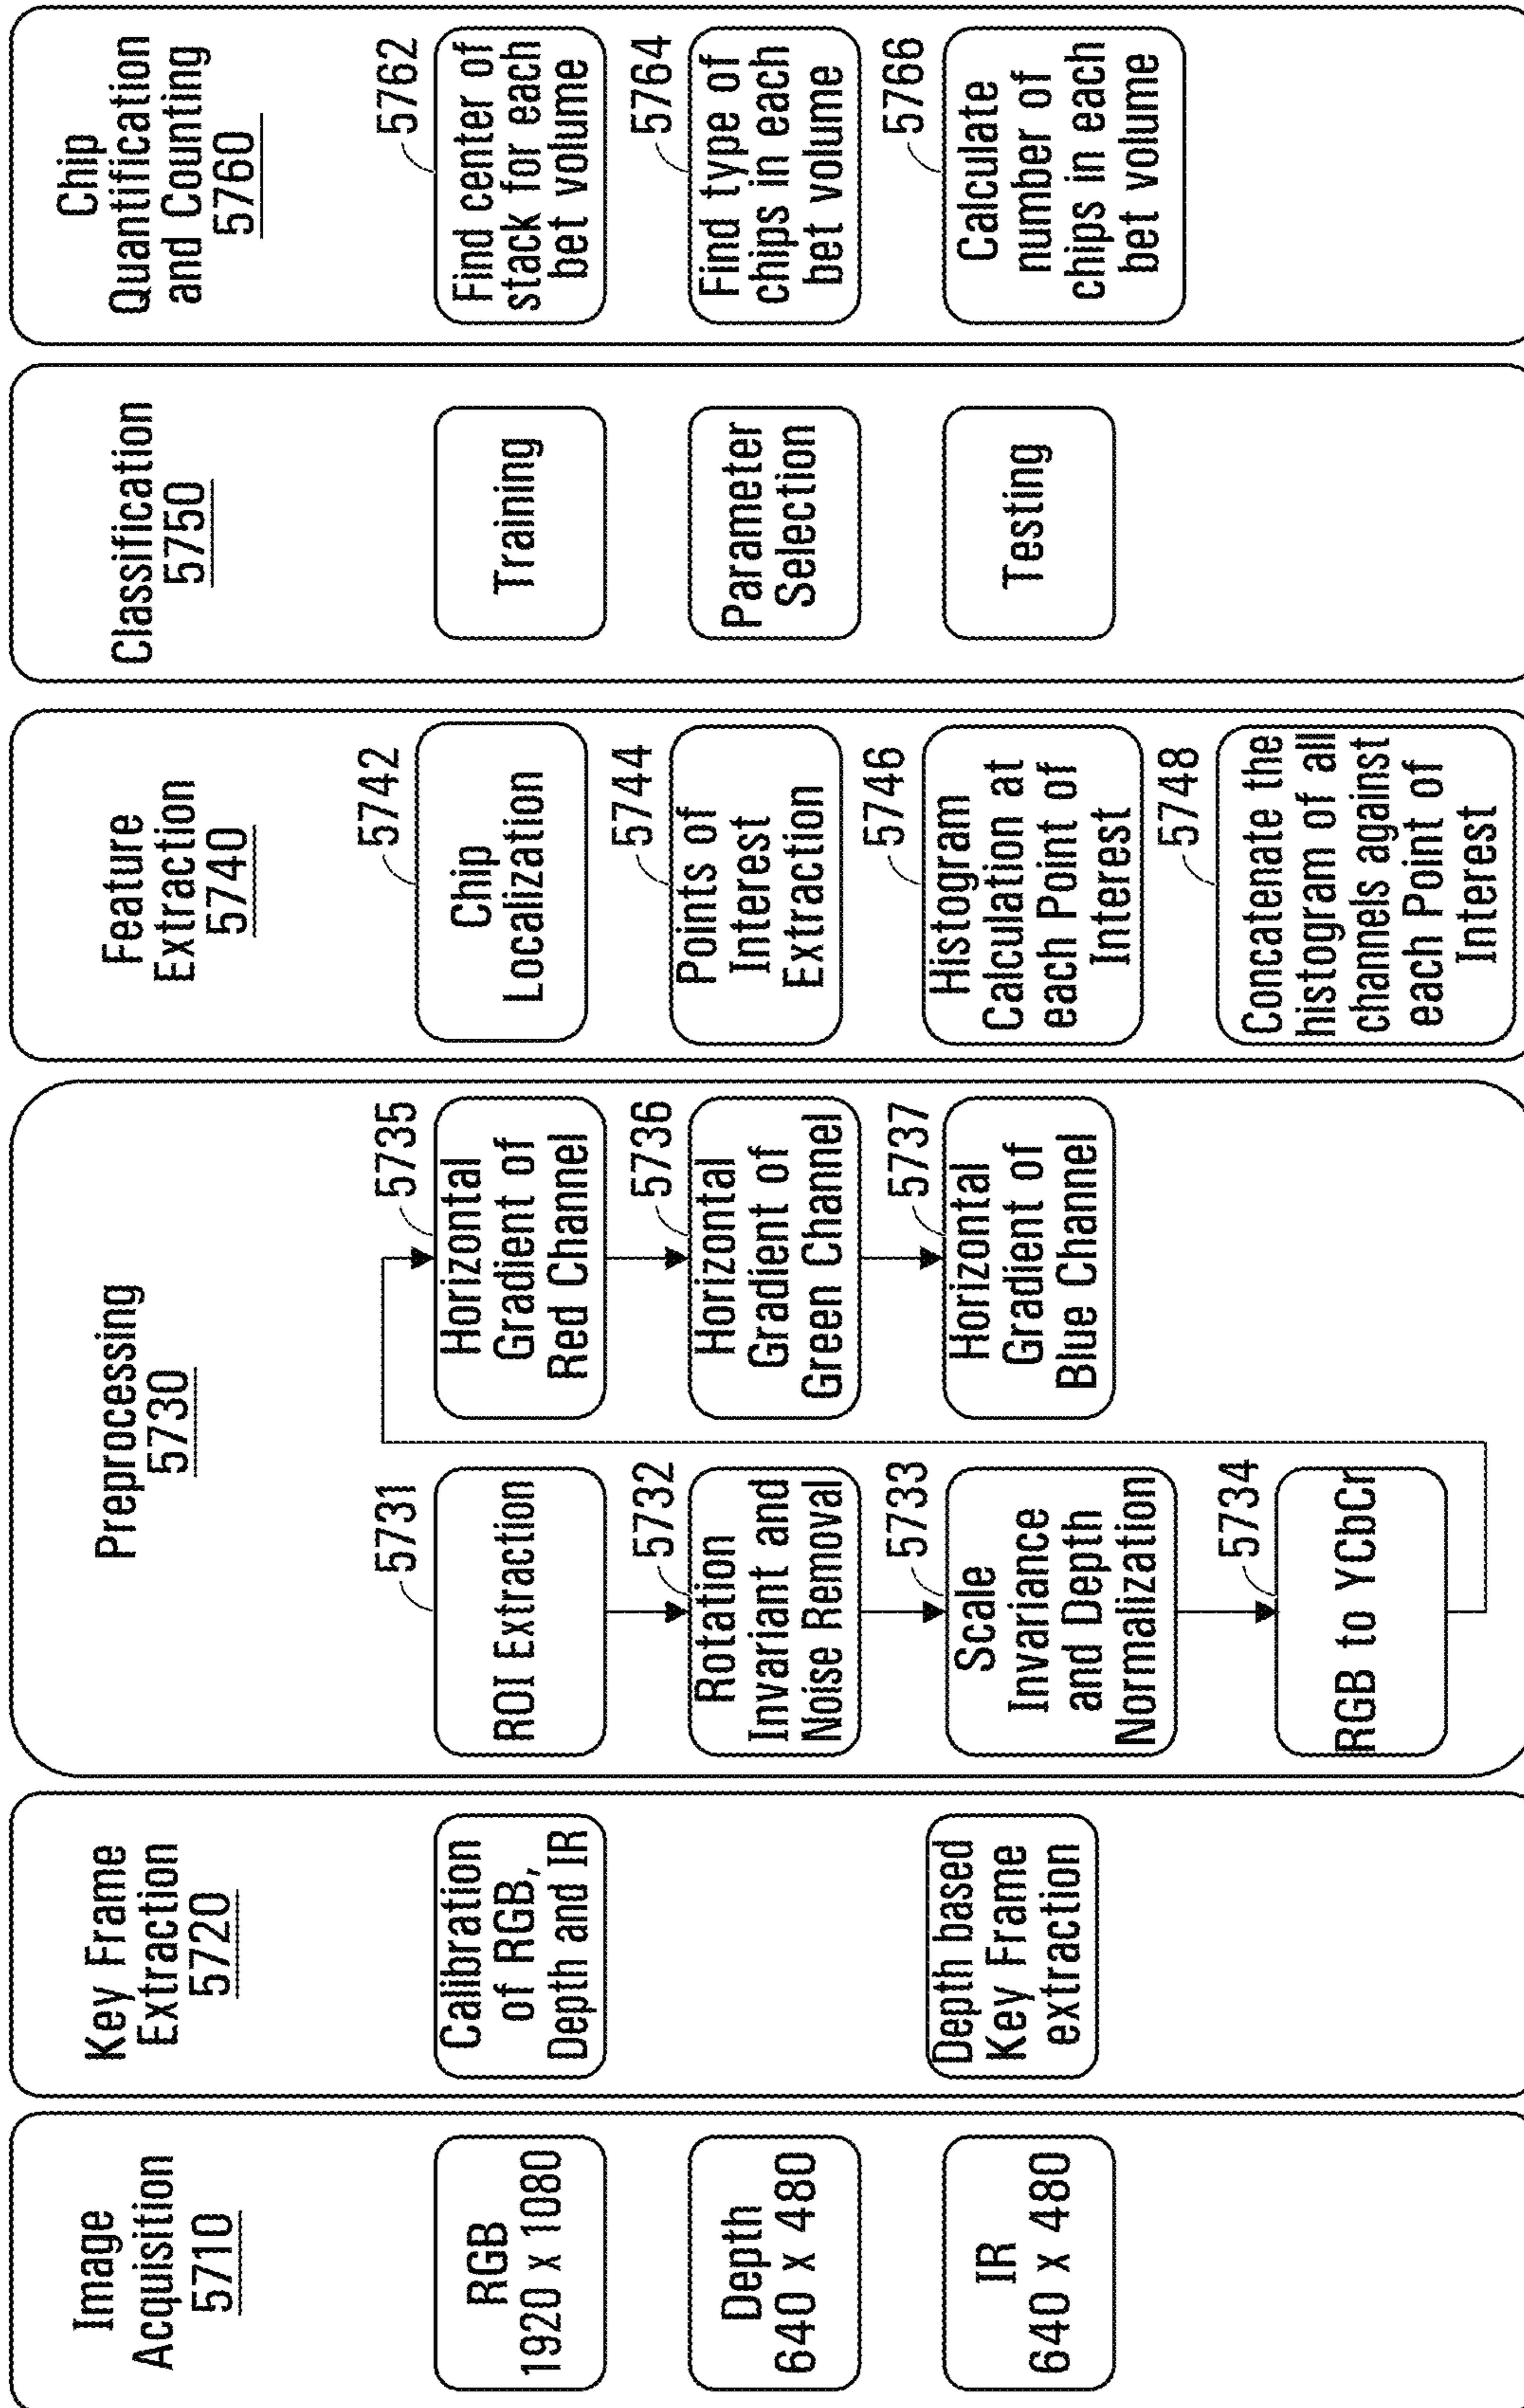 Image
Acquisition
5710
RGB
1920 x 1080
Depth
640 x 480
IR
640 x 480
Key Frame
Extraction
5720
Calibration
of RGB,
Depth and IR
Depth based
Key Frame
extraction
Preprocessing
5730
5731
ROI Extraction
5732
Rotation
Invariant and
Noise Removal
5733
Scale
Invariance
and Depth
Normalization
5734
RGB to YCbCr
5735
Horizontal
Gradient of
Red Channel
5736
Horizontal
Gradient of
Green Channel
5737
Horizontal
Gradient of
Blue Channel
Feature
Extraction
5740
5742
Chip
Localization
5744
Points of
Interest
Extraction
5746
Histogram
Calculation at
each Point of
Interest
5748
Concatenate the
histogram of all
channels against
each Point of
Interest
Classification
5750
Training
Parameter
Selection
Testing
Chip
Quantification
and Counting
5760
5762
Find center of
stack for each
bet volume
5764
Find type of
chips in each
bet volume
5766
Calculate
number of
chips in each
bet volume